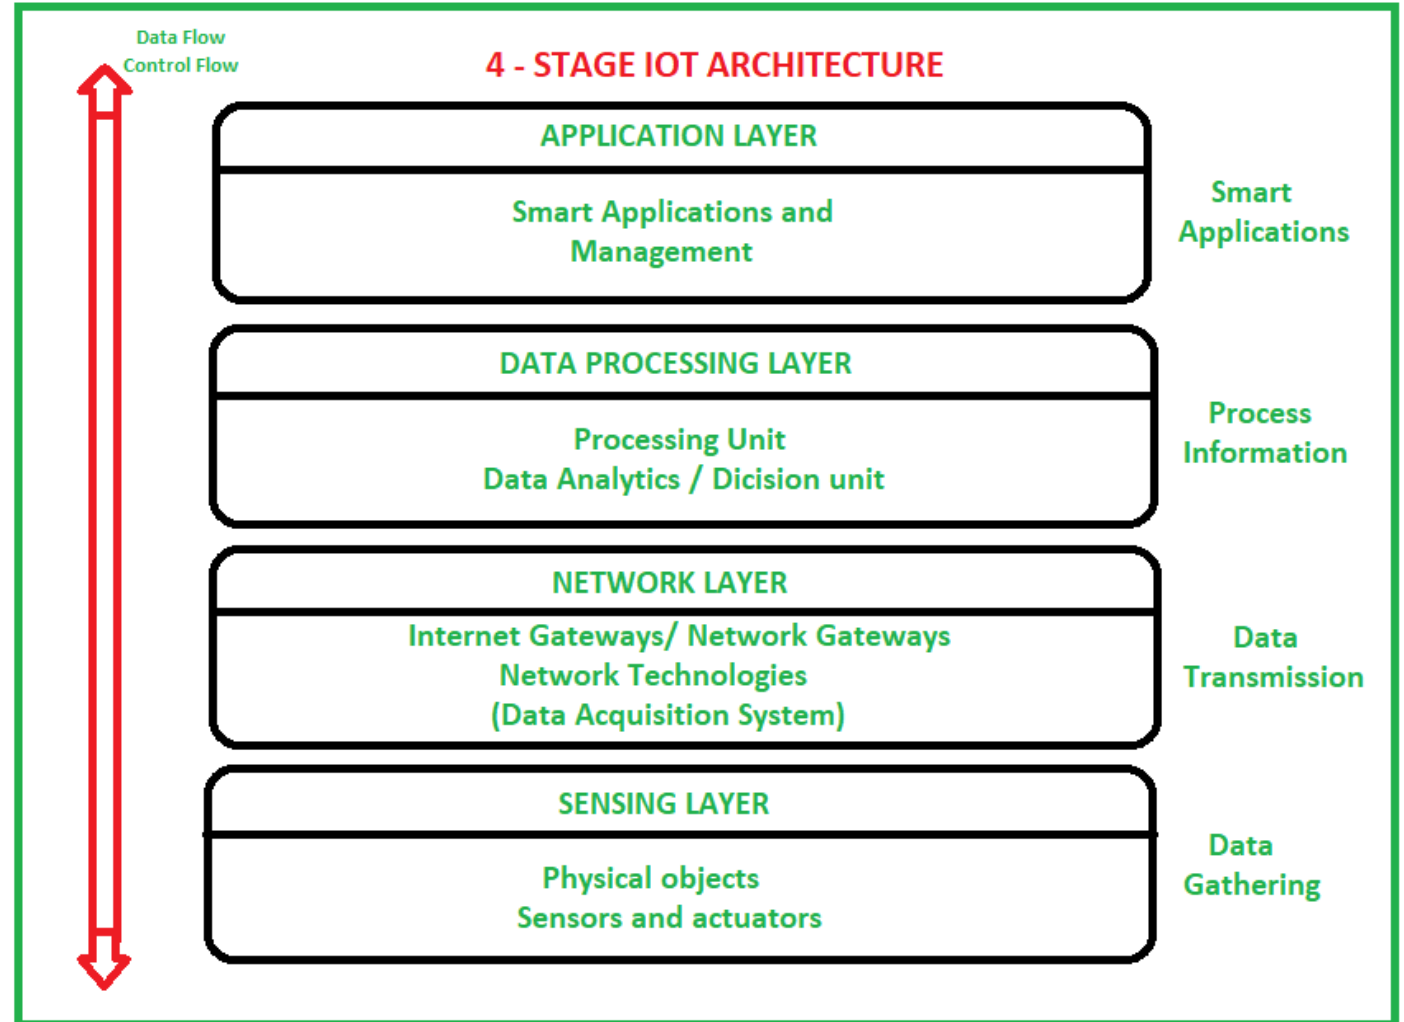 Data Flow
Control Flow
4 - STAGE IOT ARCHITECTURE
APPLICATION LAYER
Smart Applications and
Management
Smart
Applications
DATA PROCESSING LAYER
Processing Unit
Data Analytics / Dicision unit
Process
Information
NETWORK LAYER
Internet Gateways/ Network Gateways
Network Technologies
(Data Acquisition System)
Data
Transmission
SENSING LAYER
Physical objects
Sensors and actuators
Data
Gathering